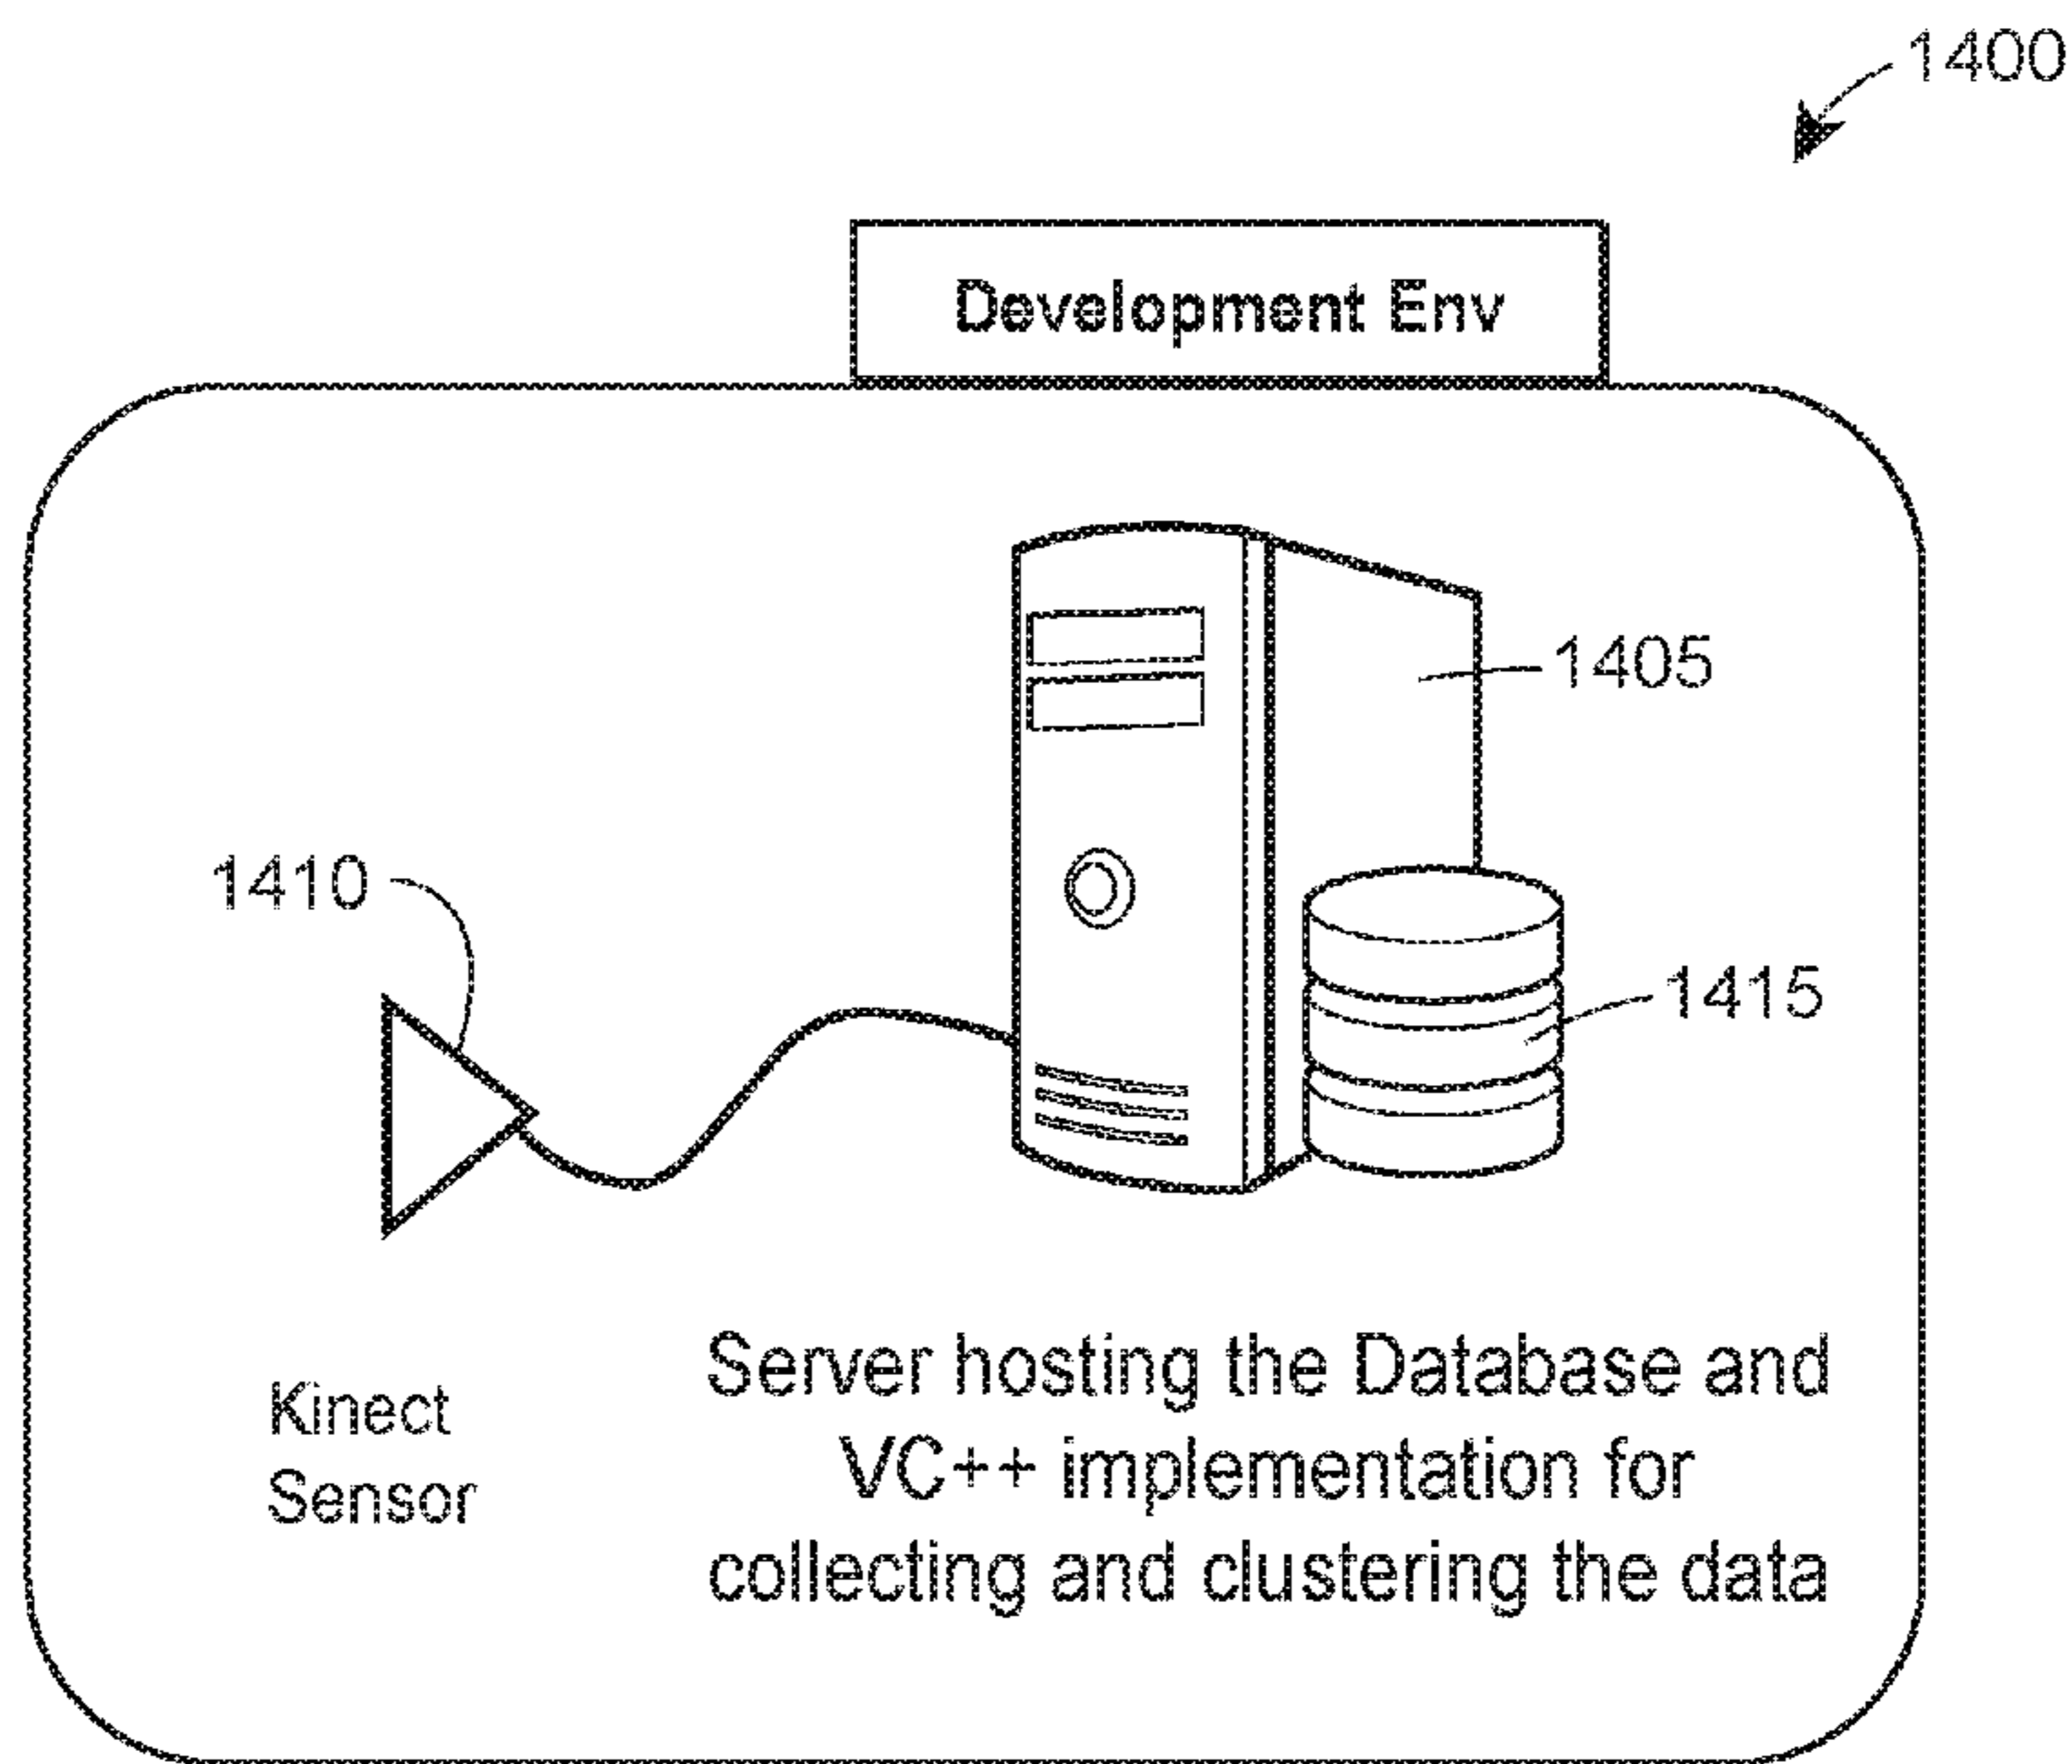 1400
Development Env
1405
1410
1415
Kinect
Sensor
Server hosting the Database and
VC++ implementation for
collecting and clustering the data